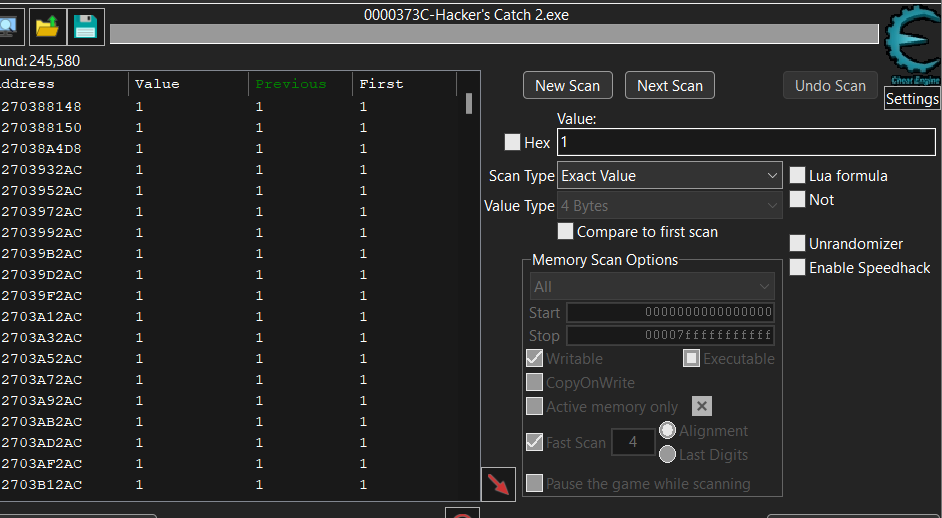 0000373C-Hacker's Catch 2.exe
und: 245,580
ddress Value Previous First
270388148 1 1 1
270388150 1 1 1
27038A4D8 1 1 1
2703932AC 1 1 1
2703952AC 1 1 1
2703972AC 1 1 1
2703992AC 1 1 1
27039B2AC 1 1 1
27039D2AC 1 1 1
27039F2AC 1 1 1
2703A12AC 1 1 1
2703A32AC 1 1 1
2703A52AC 1 1 1
2703A72AC 1 1 1
2703A92AC 1 1 1
2703AB2AC 1 1 1
2703AD2AC 1 1 1
2703AF2AC 1 1 1
2703B12AC 1 1 1
Cheat Engine
New Scan Next Scan Undo Scan Settings
Value:
Hex 1
Scan Type Exact Value Lua formula
Value Type 4 Bytes Not
Compare to first scan
Unrandomizer
Memory Scan Options
Enable Speedhack
All
Start 0000000000000000
Stop 00007fffffffffff
Writable Executable
CopyOnWrite
Active memory only
Fast Scan 4 Alignment
Last Digits
Pause the game while scanning